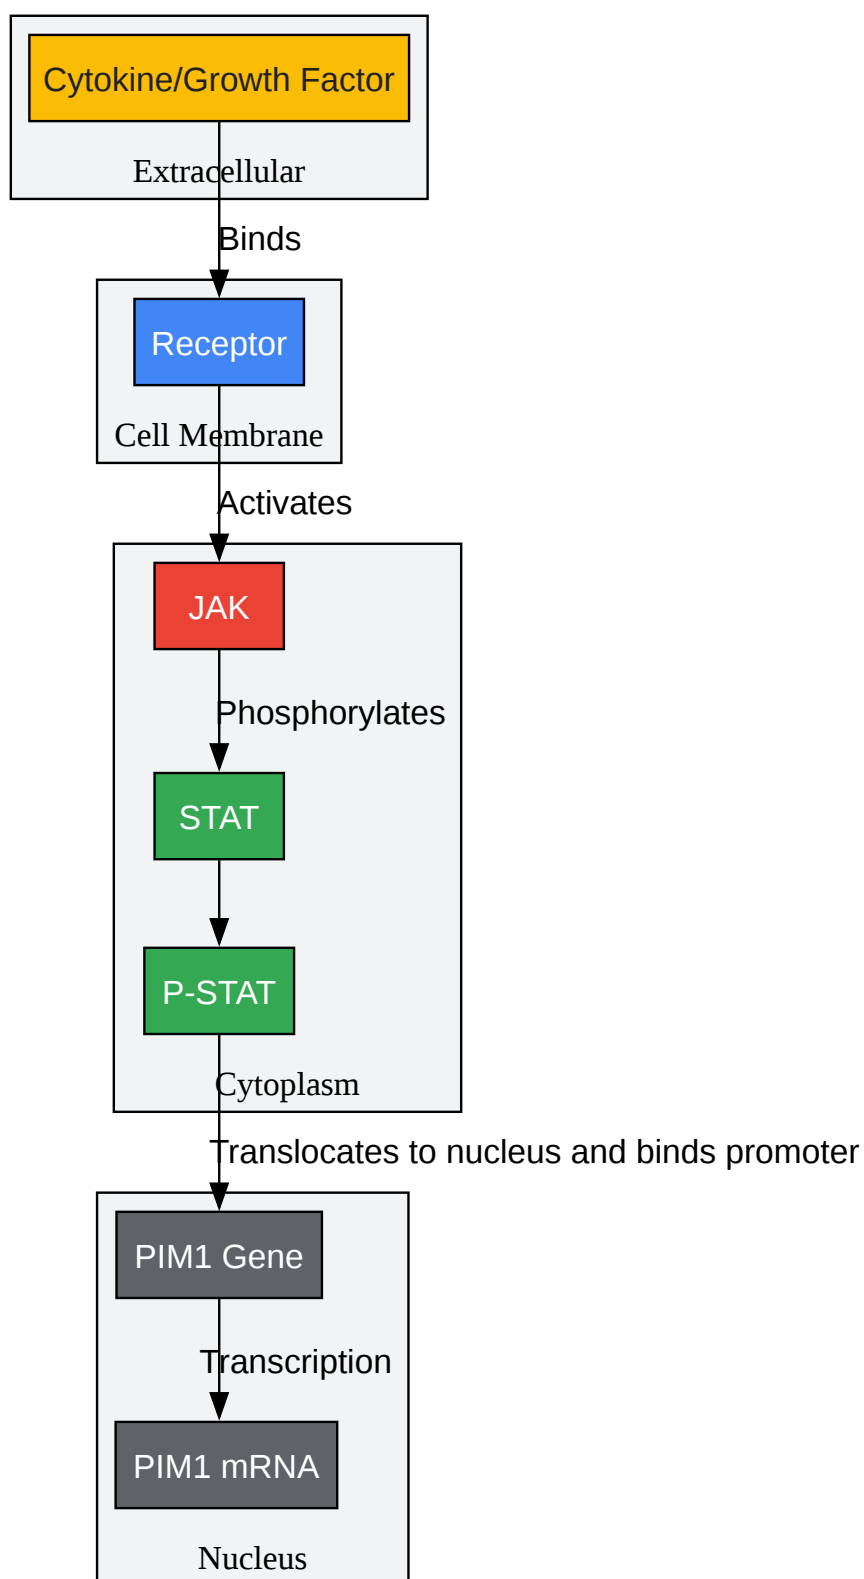 Cytokine/Growth Factor
Extracellular
Binds
Receptor
Cell Membrane
Activates
JAK
Phosphorylates
STAT
P-STAT
Cytoplasm
Translocates to nucleus and binds promoter
PIM1 Gene
Transcription
PIM1 mRNA
Nucleus